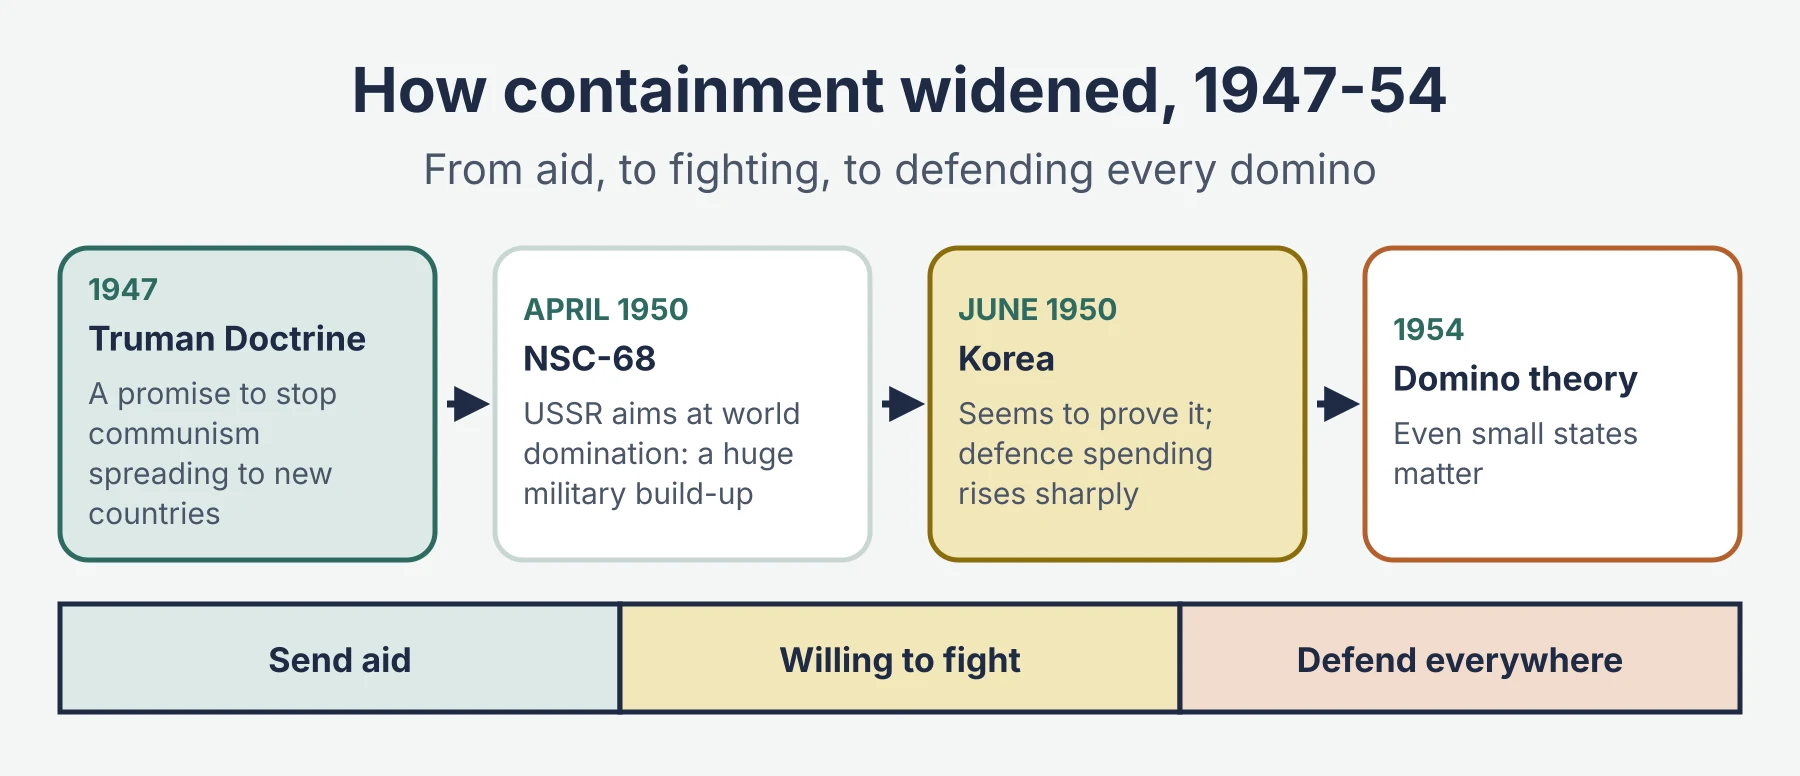 How containment widened, 1947-54
From aid, to fighting, to defending every domino
1947
Truman Doctrine
A promise to stop
communism
spreading to new
countries
APRIL 1950
NSC-68
USSR aims at world
domination: a huge
military build-up
JUNE 1950
Korea
Seems to prove it;
defence spending
rises sharply
1954
Domino theory
Even small states
matter
Send aid
Willing to fight
Defend everywhere